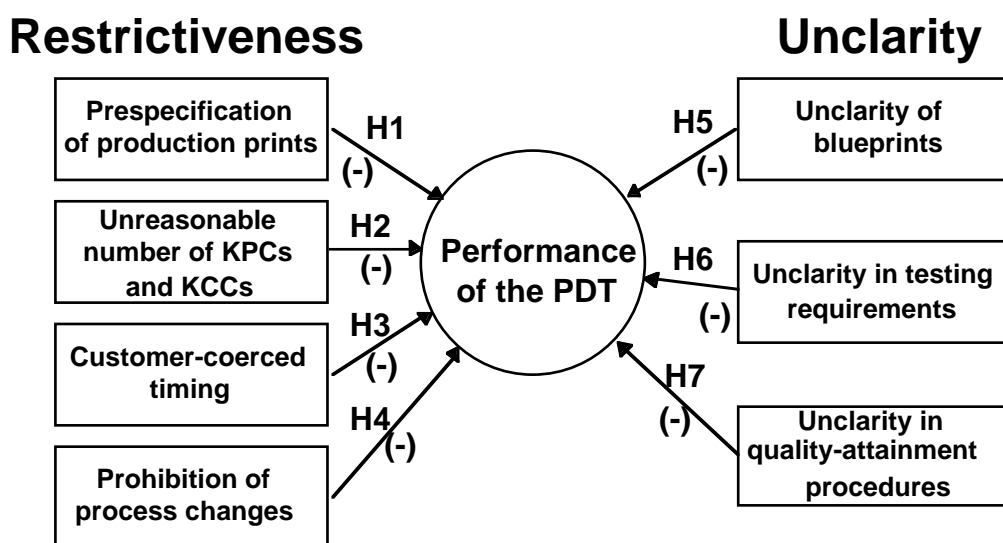 Restrictiveness
Prespecification
of production prints
H1
(-)
Unreasonable
number of KPCs
and KCCs
H2
(-)
Customer-coerced
timing
H3
(-)
Prohibition of
process changes
H4
(-)
Performance
of the PDT
Unclarity
H5
(-)
Unclarity of
blueprints
H6
(-)
Unclarity in testing
requirements
H7
(-)
Unclarity in
quality-attainment
procedures